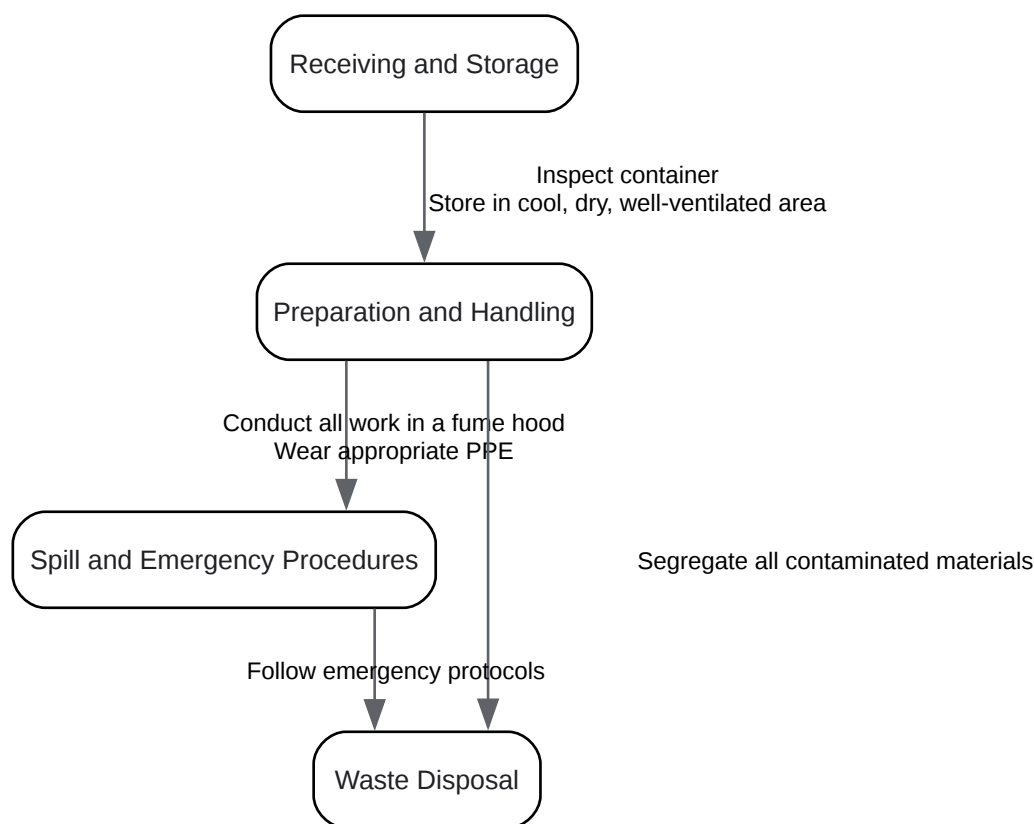 Receiving and Storage
Inspect container
Store in cool, dry, well-ventilated area
Preparation and Handling
Conduct all work in a fume hood
Wear appropriate PPE
Spill and Emergency Procedures
Segregate all contaminated materials
Follow emergency protocols
Waste Disposal